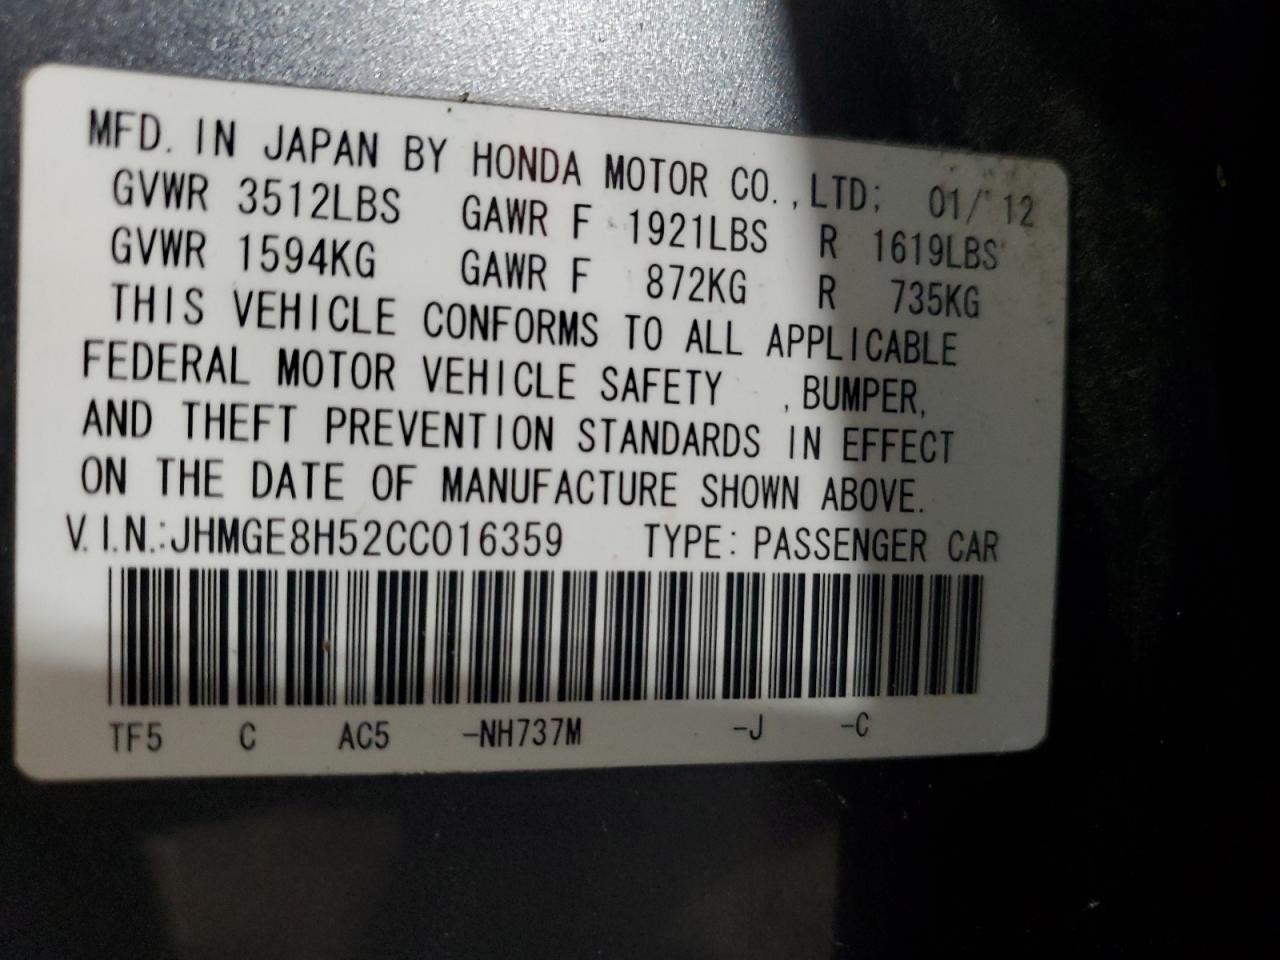 MFD. IN JAPAN BY HONDA MOTOR CO.,LTD; 01/'12
GVWR 3512LBS GAWR F 1921LBS R 1619LBS
GVWR 1594KG GAWR F 872KG R 735KG
THIS VEHICLE CONFORMS TO ALL APPLICABLE
FEDERAL MOTOR VEHICLE SAFETY , BUMPER,
AND THEFT PREVENTION STANDARDS IN EFFECT
ON THE DATE OF MANUFACTURE SHOWN ABOVE.
V.I.N.:JHMGE8H52CC016359 TYPE: PASSENGER CAR
TF5 C AC5 -NH737M -J -C